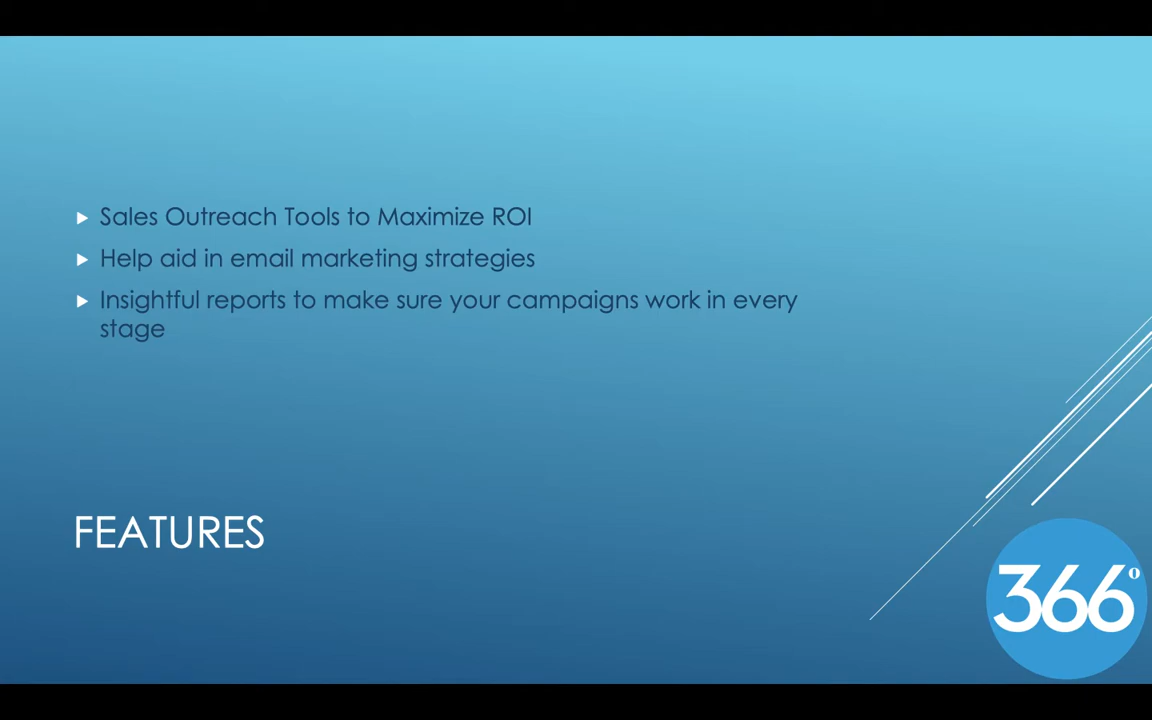 Sales Outreach Tools to Maximize ROI
Help aid in email marketing strategies
Insightful reports to make sure your campaigns work in every
stage
FEATURES
366°